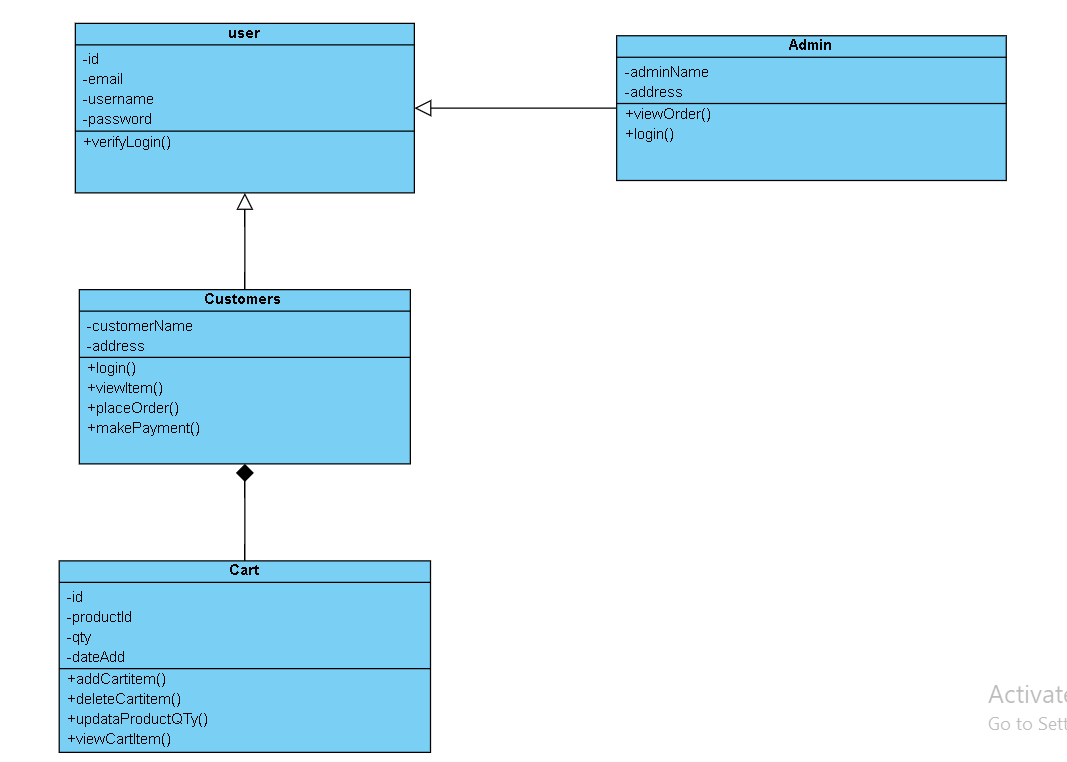 user
-id
-email
-username
-password
+verifyLogin()
Admin
-adminName
-address
+viewOrder()
+login()
Customers
-customerName
-address
+login()
+viewItem()
+placeOrder()
+makePayment()
Cart
-id
-productId
-qty
-dateAdd
+addCartitem()
+deleteCartitem()
+updataProductQTy()
+viewCartItem()
Activate
Go to Sett